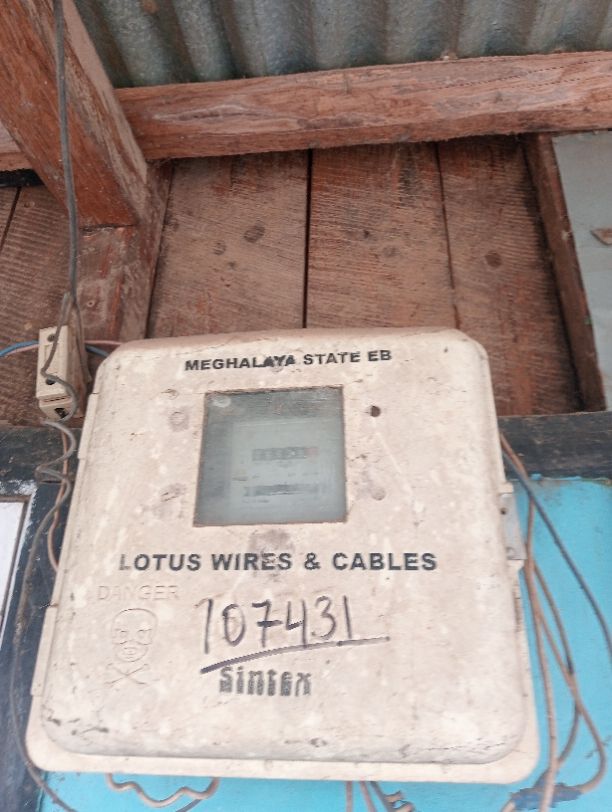 MEGHALAYA STATE EB
LOTUS WIRES & CABLES
DANGER
107431
Sintex